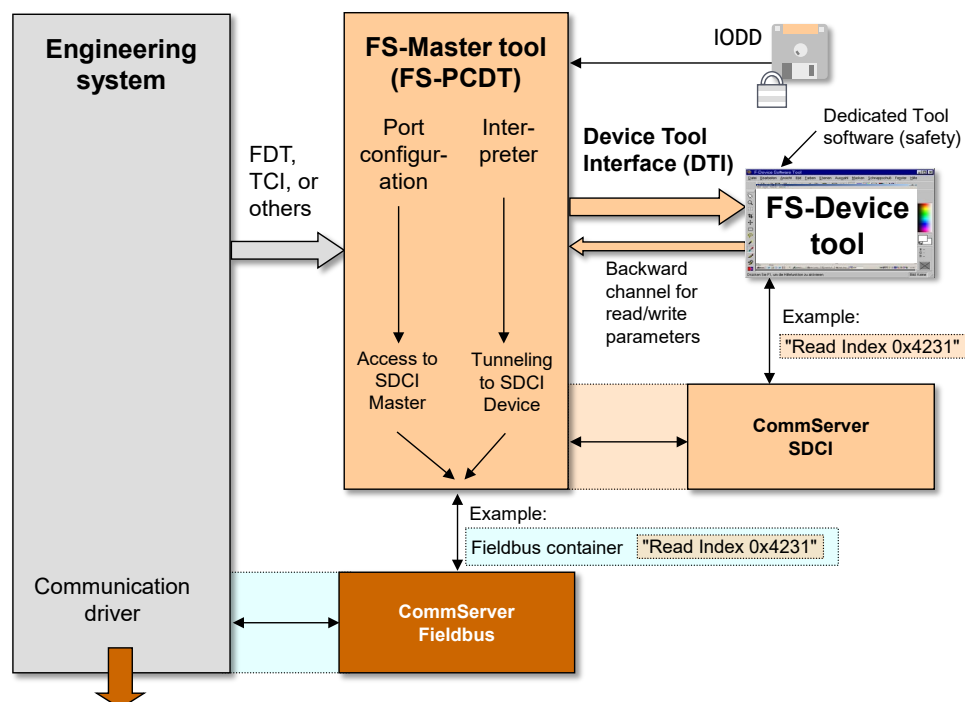 Engineering
system
FS-Master tool
(FS-PCDT)
IODD
Dedicated Tool
software (safety)
Port
configur-
ation
Inter-
preter
Device Tool
Interface (DTI)
FDT,
TCI, or
others
FS-Device
tool
Backward
channel for
read/write
parameters
Example:
"Read Index 0x4231"
Access to
SDCI
Master
Tunneling
to SDCI
Device
CommServer
SDCI
Example:
Fieldbus container "Read Index 0x4231"
Communication
driver
CommServer
Fieldbus